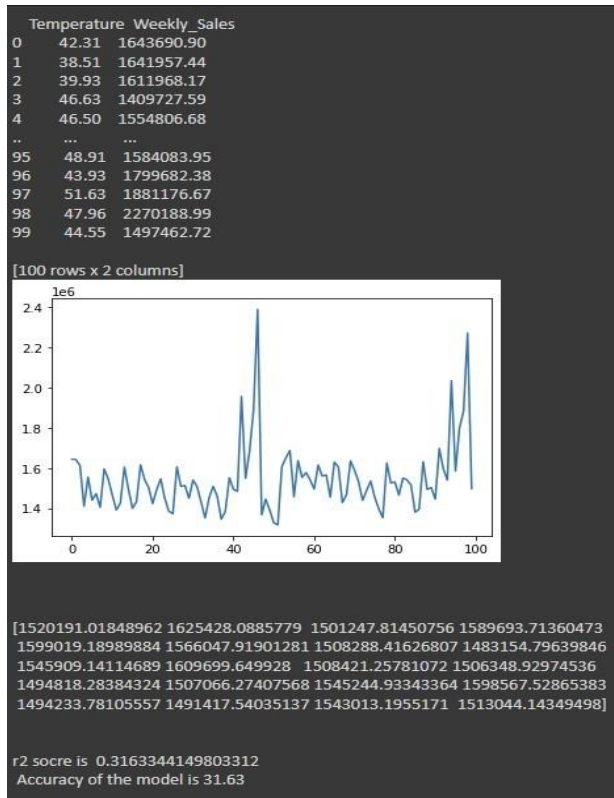 Temperature Weekly_Sales
0 42.31 1643690.90
1 38.51 1641957.44
2 39.93 1611968.17
3 46.63 1409727.59
4 46.50 1554806.68
.. ... ...
95 48.91 1584083.95
96 43.93 1799682.38
97 51.63 1881176.67
98 47.96 2270188.99
99 44.55 1497462.72
[100 rows x 2 columns]
1e6
2.4
2.2
2.0
1.8
1.6
1.4
0 20 40 60 80 100
[1520191.01848962 1625428.0885779 1501247.81450756 1589693.71360473
1599019.18989884 1566047.91901281 1508288.41626807 1483154.79639846
1545909.14114689 1609699.649928 1508421.25781072 1506348.92974536
1494818.28384324 1507066.27407568 1545244.93343364 1598567.52865383
1494233.78105557 1491417.54035137 1543013.1955171 1513044.14349498]
r2 socre is 0.3163344149803312
Accuracy of the model is 31.63